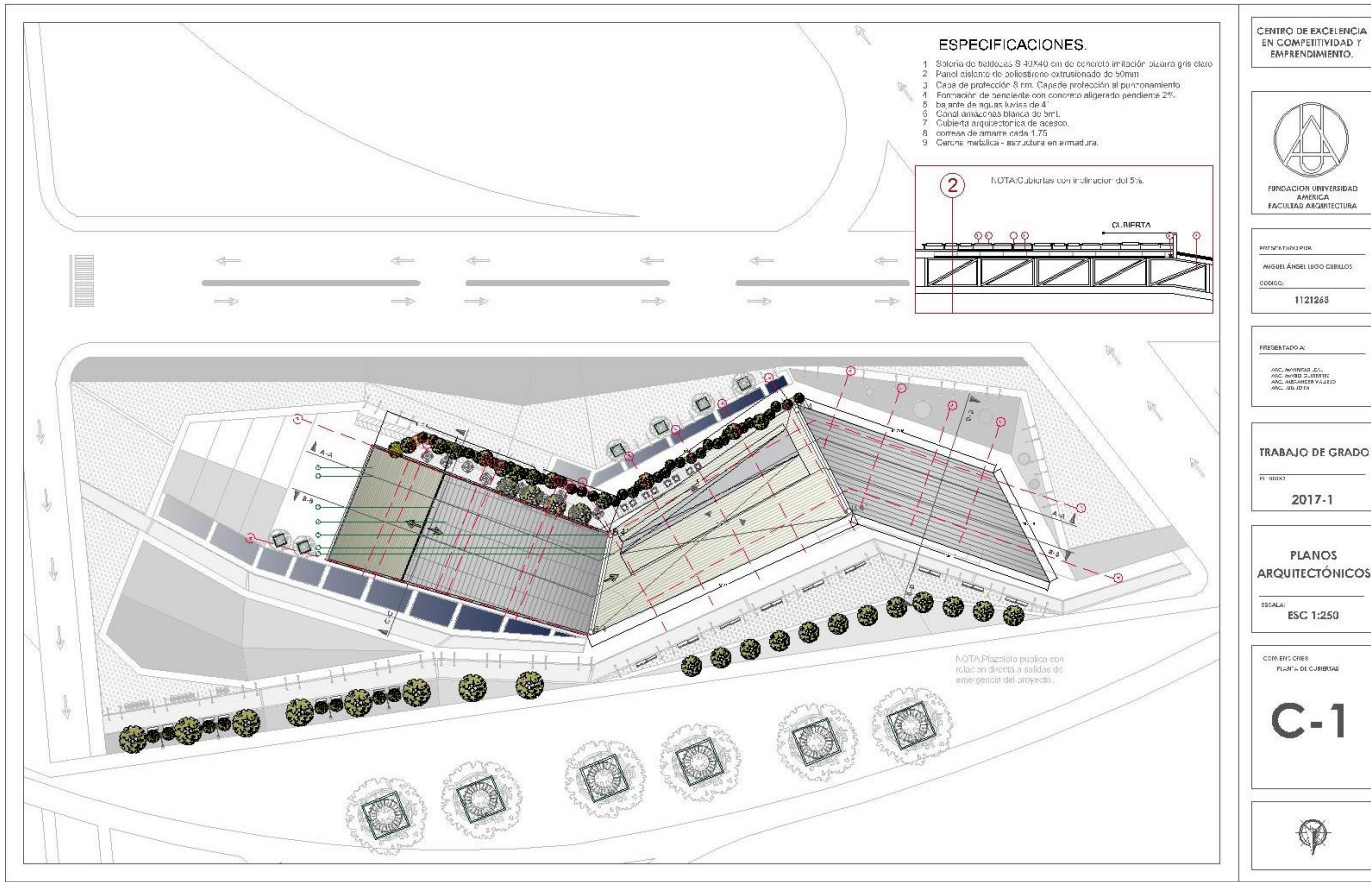 ESPECIFICACIONES.
1 Soleria de baldozas S 40X40 cm de concreto imitación pizarra gris claro
2 Panel aislante de poliestireno extrusionado de 50mm
3 Capa de protección 8 cm. Capa de protección al punzonamiento
4 Formación de pendiente con concreto aligerado pendiente 2%
5 bajante de aguas lluvias de 4"
6 Canal amazonas blanca de 5mt.
7 Cubierta arquitectonica de acesco.
8 correas de amarre cada 1.75
9 Cercha metalica - estructura en armadura.
2
NOTA:Cubiertas con inclinacion del 5%.
CUBIERTA
A-A
B-B
A-A
B-B
NOTA:Plazoleta publica con
relacion directa a salidas de
emergencia del proyecto.
CENTRO DE EXCELENCIA
EN COMPETITIVIDAD Y
EMPRENDIMIENTO.
FUNDACION UNIVERSIDAD
AMERICA
FACULTAD ARQUITECTURA
PRESENTADO POR:
MIGUEL ÁNGEL LUGO CUBILLOS
CODIGO:
1121263
PRESENTADO A:
TRABAJO DE GRADO
2017-1
PLANOS
ARQUITECTÓNICOS
ESCALA:
ESC 1:250
PLANTA DE CUBIERTAS
C-1